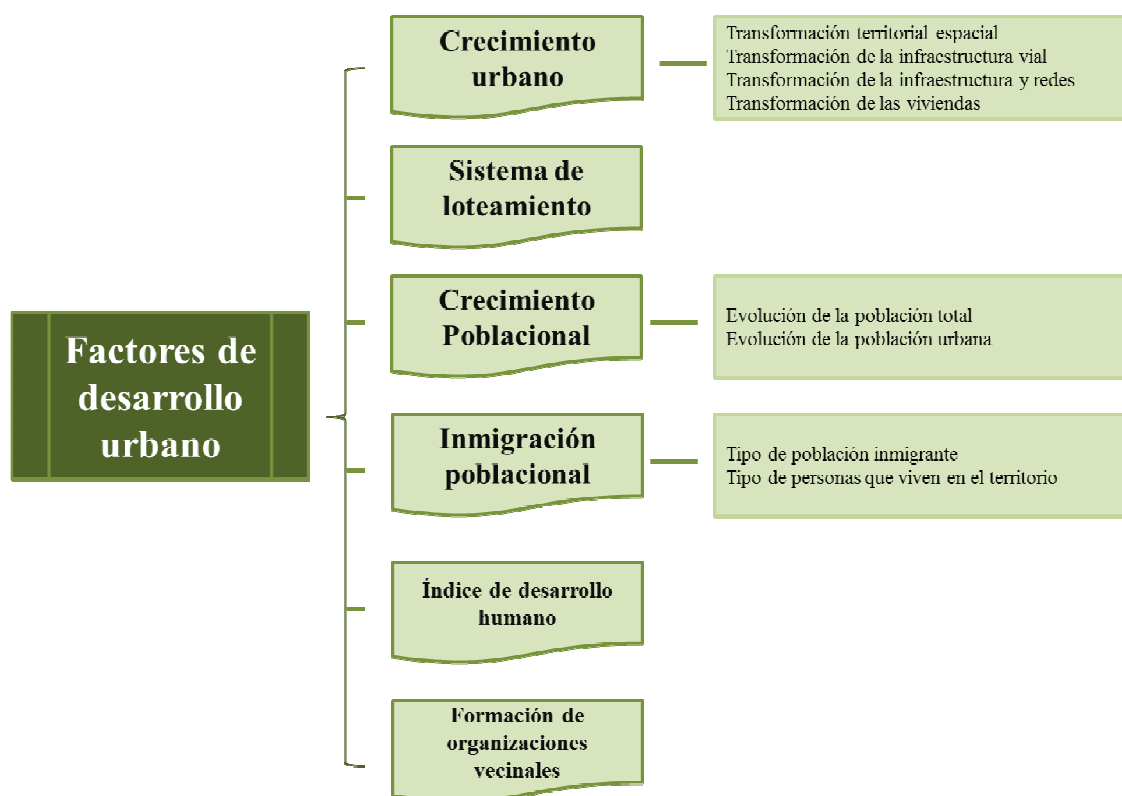 Crecimiento
urbano
Transformación territorial espacial
Transformación de la infraestructura vial
Transformación de la infraestructura y redes
Transformación de las viviendas
Sistema de
loteamiento
Crecimiento
Poblacional
Evolución de la población total
Evolución de la población urbana
Factores de
desarrollo
urbano
Inmigración
poblacional
Tipo de población inmigrante
Tipo de personas que viven en el territorio
Índice de desarrollo
humano
Formación de
organizaciones
vecinales